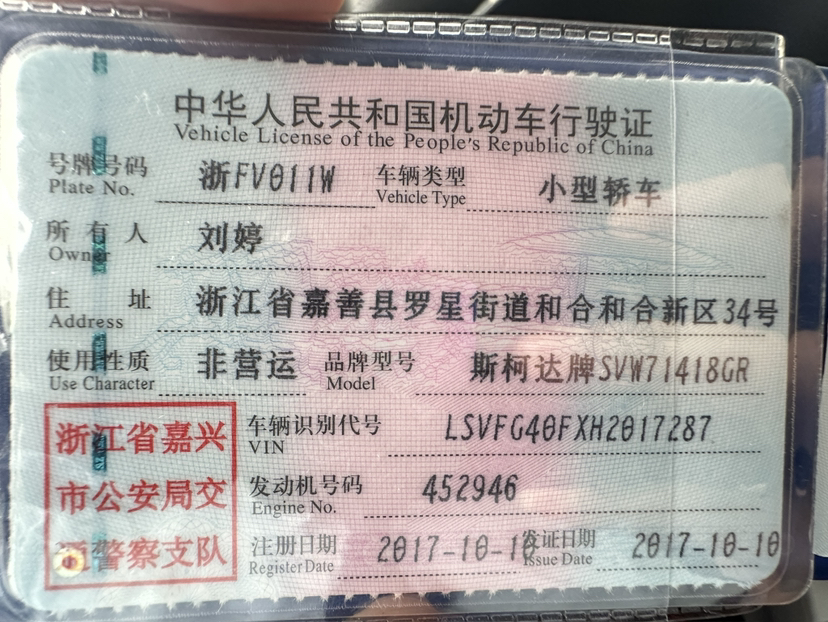 中华人民共和国机动车行驶证
Vehicle License of the People's Republic of China
号牌号码 浙FV011W 车辆类型 小型轿车
Plate No. Vehicle Type
所有人 刘婷
Owner
住址 浙江省嘉善县罗星街道和合和合新区34号
Address
使用性质 非营运 品牌型号 斯柯达牌SVW71418GR
Use Character Model
浙江省嘉兴
市公安局交
通警察支队
车辆识别代号 LSVFG40FXH2017287
VIN
发动机号码 452946
Engine No.
注册日期 2017-10-10 发证日期 2017-10-10
Register Date Issue Date